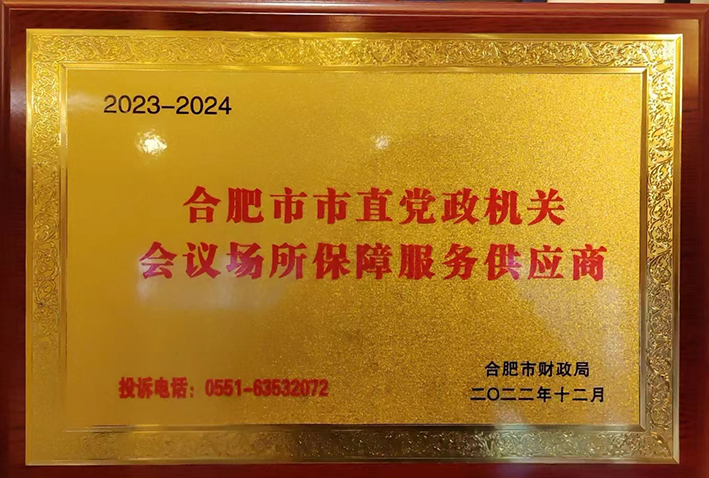 2023-2024
合肥市市直党政机关
会议场所保障服务供应商
投诉电话：0551-63532072
合肥市财政局
二〇二二年十二月